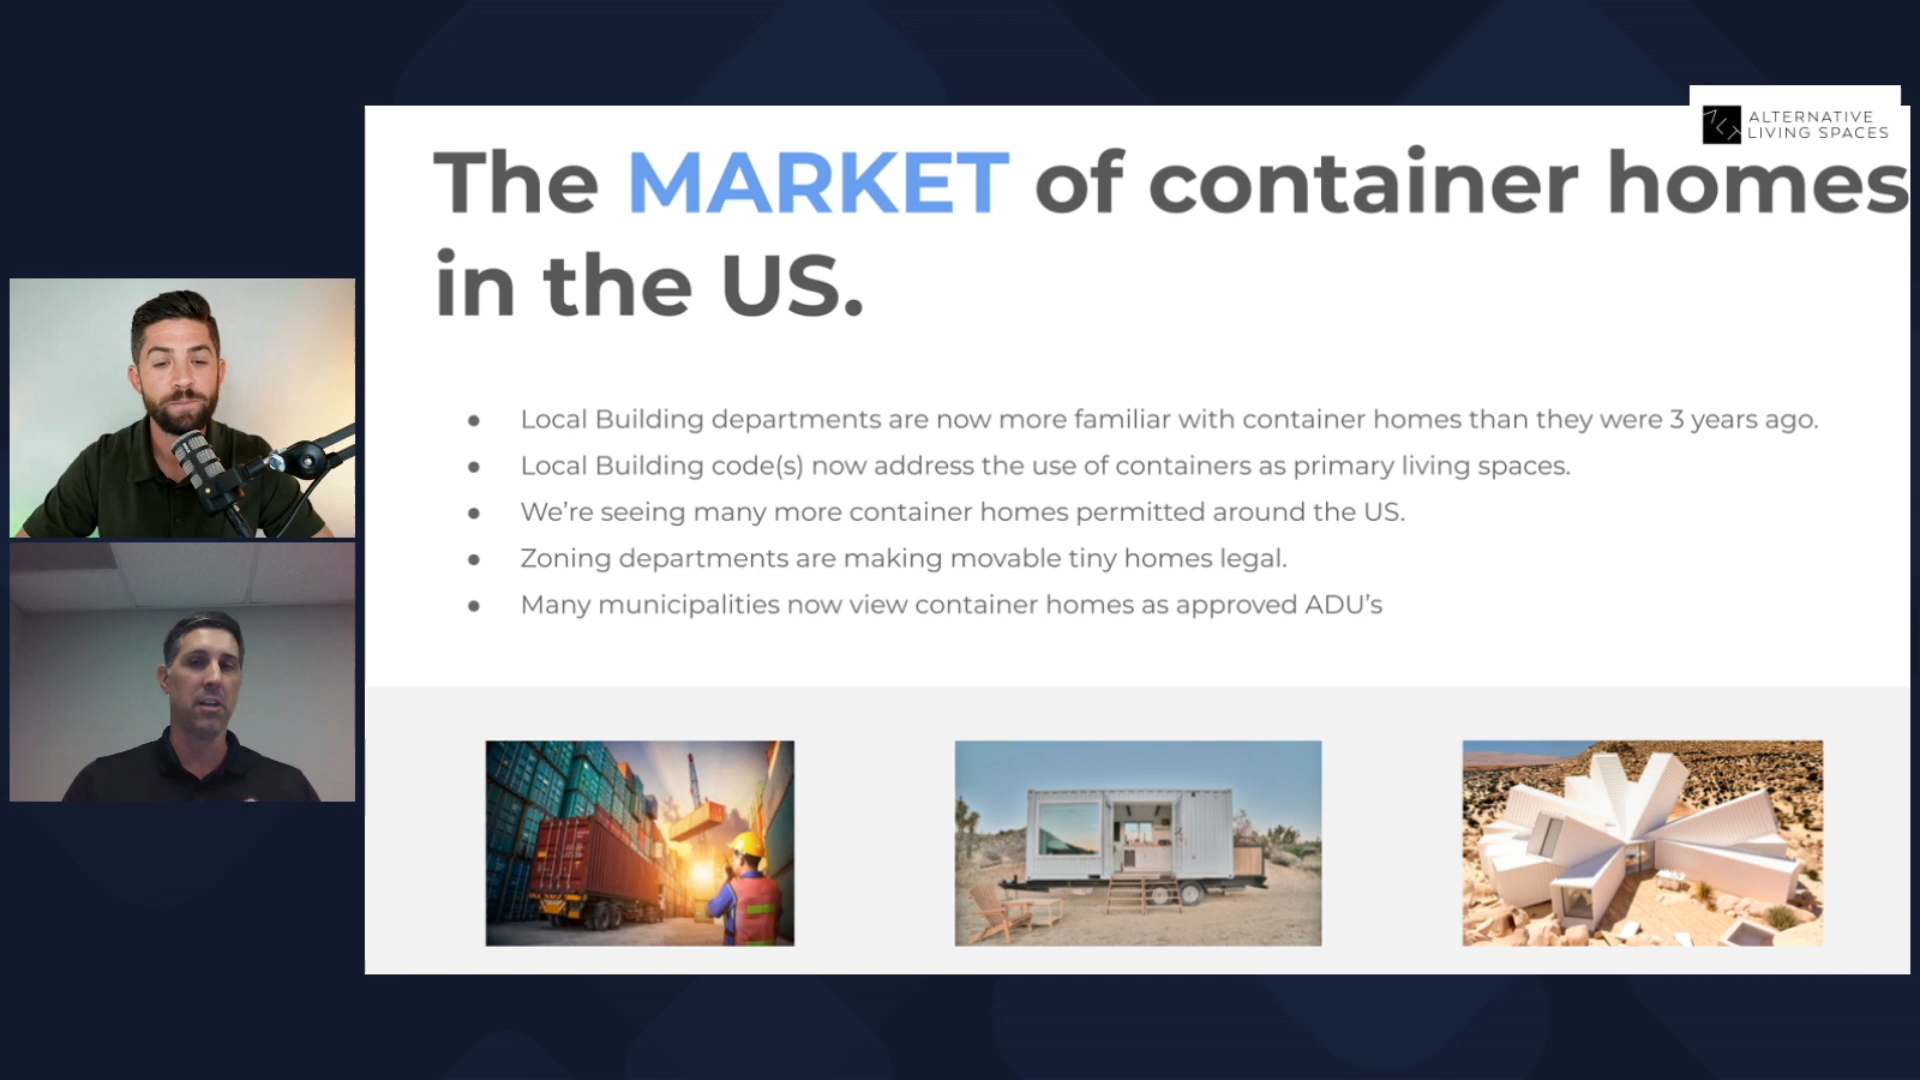 ALTERNATIVE
LIVING SPACES
The MARKET of container homes
in the US.
● Local Building departments are now more familiar with container homes than they were 3 years ago.
● Local Building code(s) now address the use of containers as primary living spaces.
● We’re seeing many more container homes permitted around the US.
● Zoning departments are making movable tiny homes legal.
● Many municipalities now view container homes as approved ADU’s